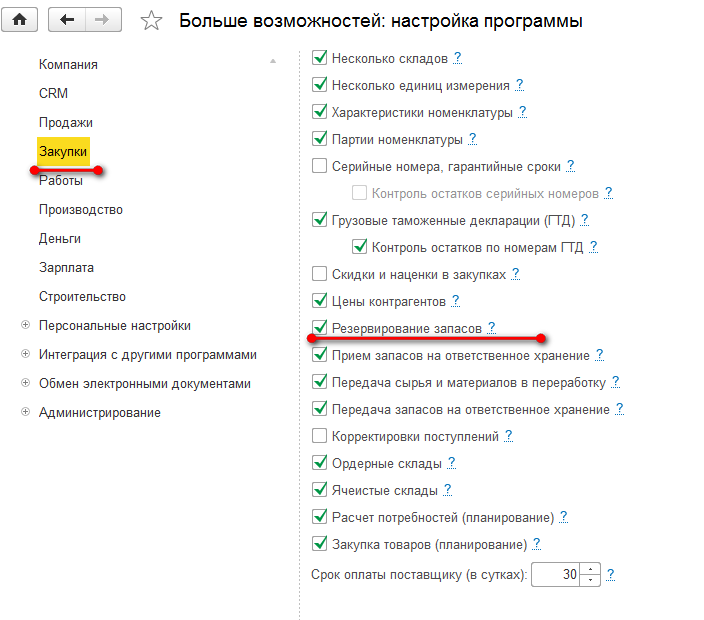 Больше возможностей: настройка программы
Компания
CRM
Продажи
Закупки
Работы
Производство
Деньги
Зарплата
Строительство
Персональные настройки
Интеграция с другими программами
Обмен электронными документами
Администрирование
Несколько складов ?
Несколько единиц измерения ?
Характеристики номенклатуры ?
Партии номенклатуры ?
Серийные номера, гарантийные сроки ?
Контроль остатков серийных номеров ?
Грузовые таможенные декларации (ГТД) ?
Контроль остатков по номерам ГТД ?
Скидки и наценки в закупках ?
Цены контрагентов ?
Резервирование запасов ?
Прием запасов на ответственное хранение ?
Передача сырья и материалов в переработку ?
Передача запасов на ответственное хранение ?
Корректировки поступлений ?
Ордерные склады ?
Ячеистые склады ?
Расчет потребностей (планирование) ?
Закупка товаров (планирование) ?
Срок оплаты поставщику (в сутках): 30 ?